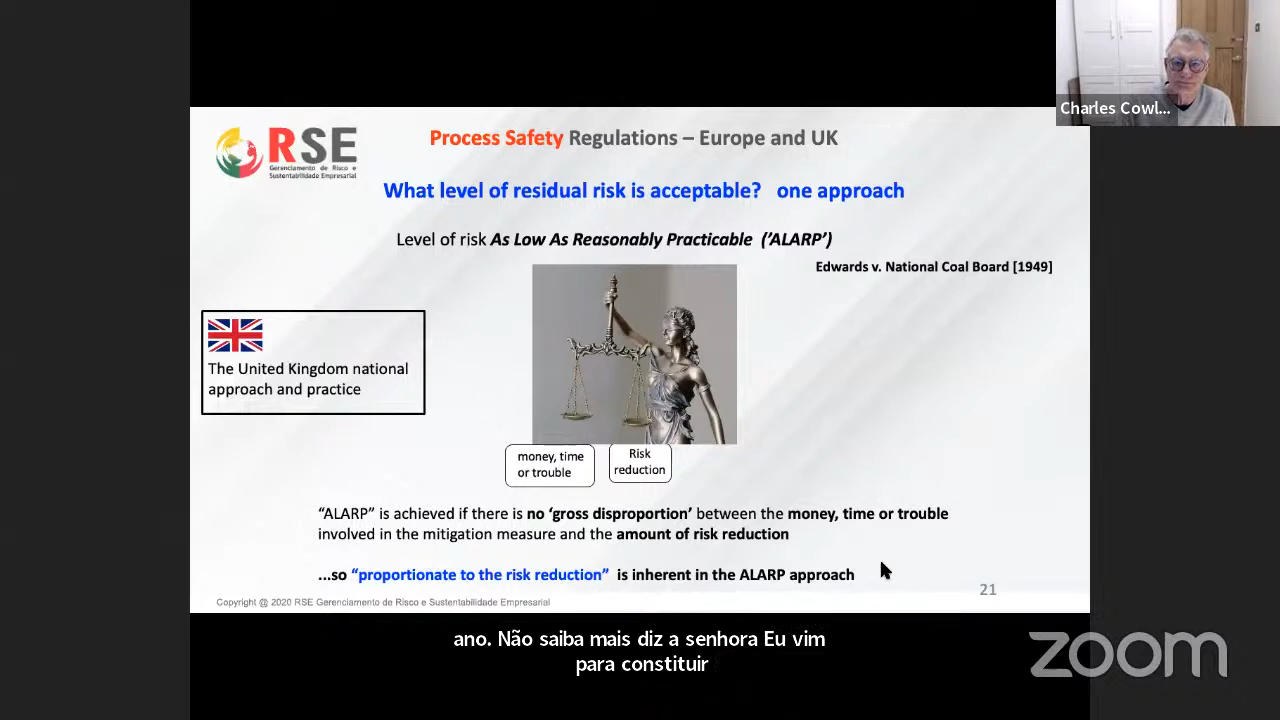 Charles Cowl...
RSE
Gerenciamento de Risco e
Sustentabilidade Empresarial
Process Safety Regulations – Europe and UK
What level of residual risk is acceptable? one approach
Level of risk As Low As Reasonably Practicable ('ALARP')
Edwards v. National Coal Board [1949]
The United Kingdom national
approach and practice
money, time
or trouble
Risk
reduction
“ALARP” is achieved if there is no ‘gross disproportion’ between the money, time or trouble
involved in the mitigation measure and the amount of risk reduction
...so “proportionate to the risk reduction” is inherent in the ALARP approach
21
Copyright @ 2020 RSE Gerenciamento de Risco e Sustentabilidade Empresarial
ano. Não saiba mais diz a senhora Eu vim
para constituir
zoom